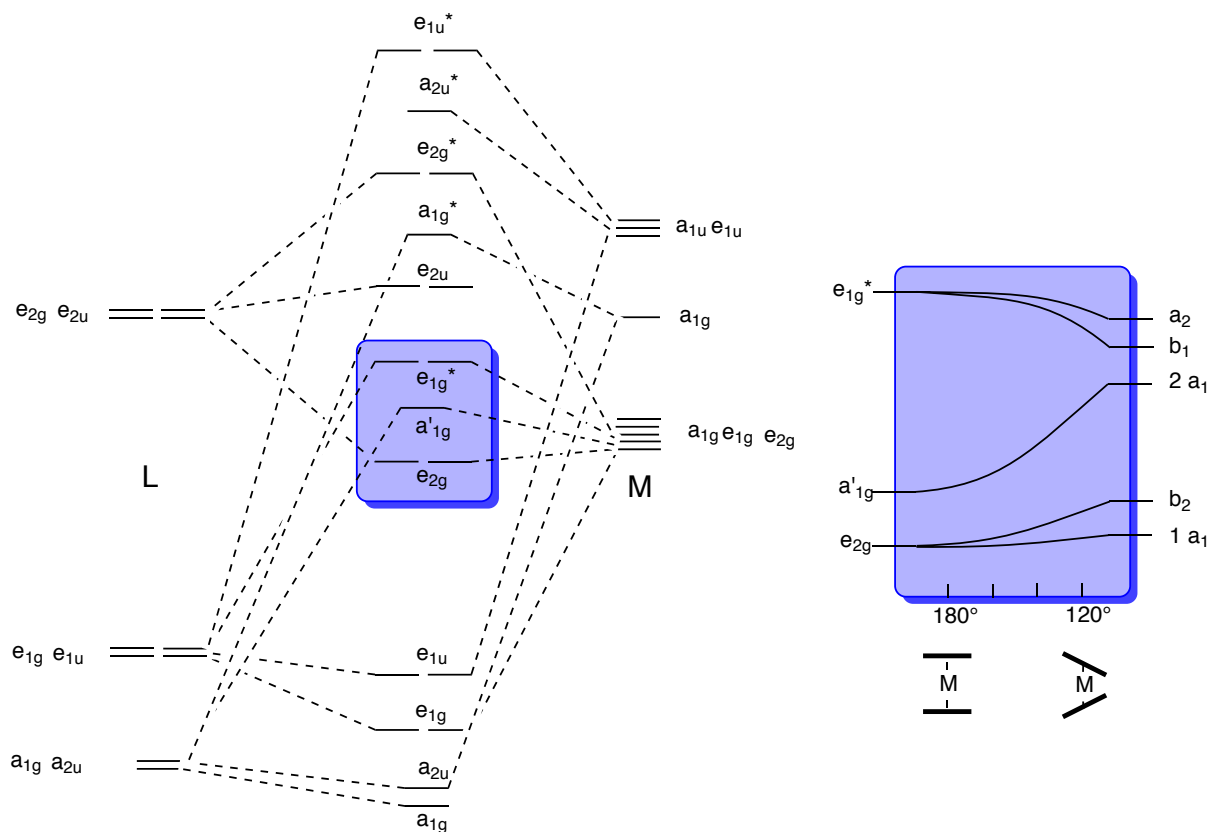 e1u*
a2u*
e2g*
a1g*
a1u e1u
e2u
e2g e2u
a1g
e1g*
a'1g
a1g e1g e2g
e2g
L
M
e1g e1u
e1u
e1g
a1g a2u
a2u
a1g
e1g*
a2
b1
2 a1
a'1g
b2
e2g
1 a1
180° 120°
M M